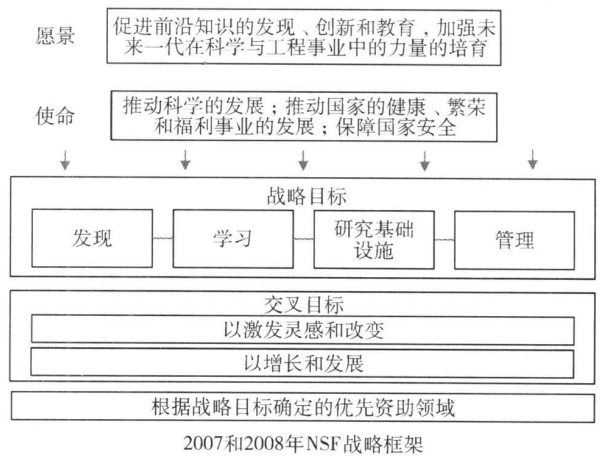 愿景
促进前沿知识的发现、创新和教育，加强未
来一代在科学与工程事业中的力量的培育
使命
推动科学的发展；推动国家的健康、繁荣
和福利事业的发展；保障国家安全
战略目标
发现
学习
研究基础
设施
管理
交叉目标
以激发灵感和改变
以增长和发展
根据战略目标确定的优先资助领域
2007和2008年NSF战略框架